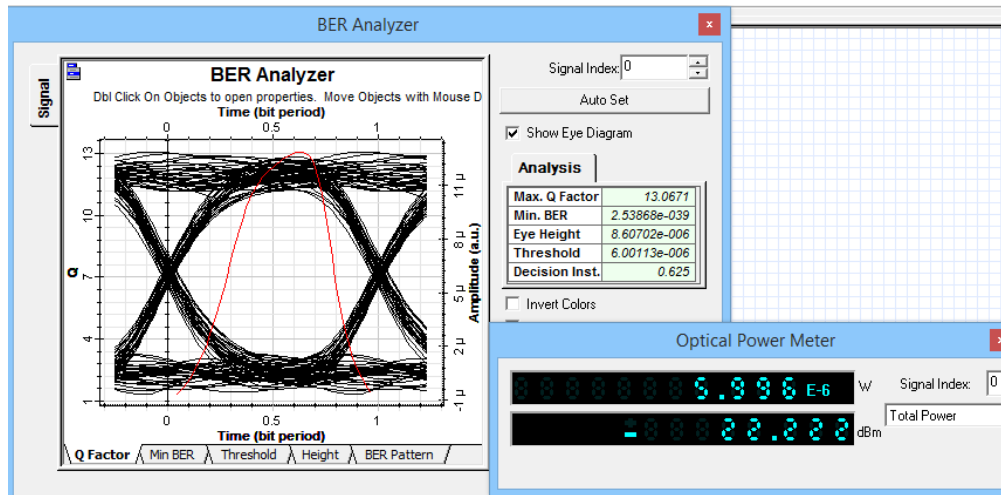 BER Analyzer
x
Signal
BER Analyzer
Dbl Click On Objects to open properties. Move Objects with Mouse D
Time (bit period)
0 0.5 1
13
10
7
4
1
Q
11 µ
8 µ
5 µ
2 µ
-1 µ
Amplitude (a.u.)
0 0.5 1
Time (bit period)
Q Factor Min BER Threshold Height BER Pattern
Signal Index: 0
Auto Set
Show Eye Diagram
Analysis
Max. Q Factor 13.0671
Min. BER 2.53868e-039
Eye Height 8.60702e-006
Threshold 6.00113e-006
Decision Inst. 0.625
Invert Colors
Optical Power Meter
x
5.996 E-6 W
Signal Index: 0
Total Power
-22.222 dBm